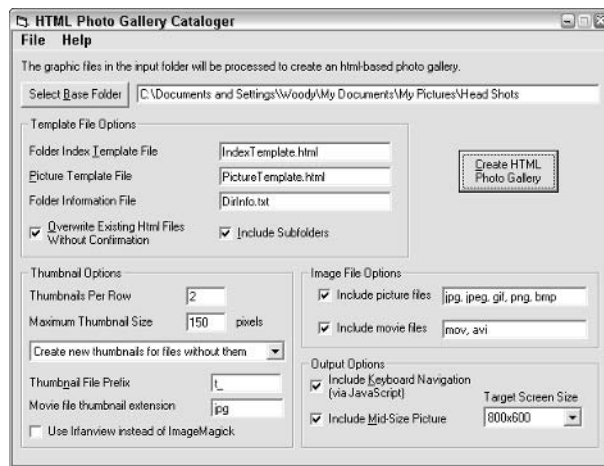 HTML Photo Gallery Cataloger
File Help
The graphic files in the input folder will be processed to create an html-based photo gallery.
Select Base Folder C:\Documents and Settings\Woody\My Documents\My Pictures\Head Shots
Template File Options
Folder Index Template File IndexTemplate.html
Picture Template File PictureTemplate.html
Folder Information File DirInfo.txt
Overwrite Existing Html Files
Without Confirmation
Include Subfolders
Create HTML
Photo Gallery
Thumbnail Options
Thumbnails Per Row 2
Maximum Thumbnail Size 150 pixels
Create new thumbnails for files without them
Thumbnail File Prefix t_
Movie file thumbnail extension jpg
Use Irfanview instead of ImageMagick
Image File Options
Include picture files jpg, jpeg, gif, png, bmp
Include movie files mov, avi
Output Options
Include Keyboard Navigation
(via JavaScript)
Include Mid-Size Picture
Target Screen Size
800x600